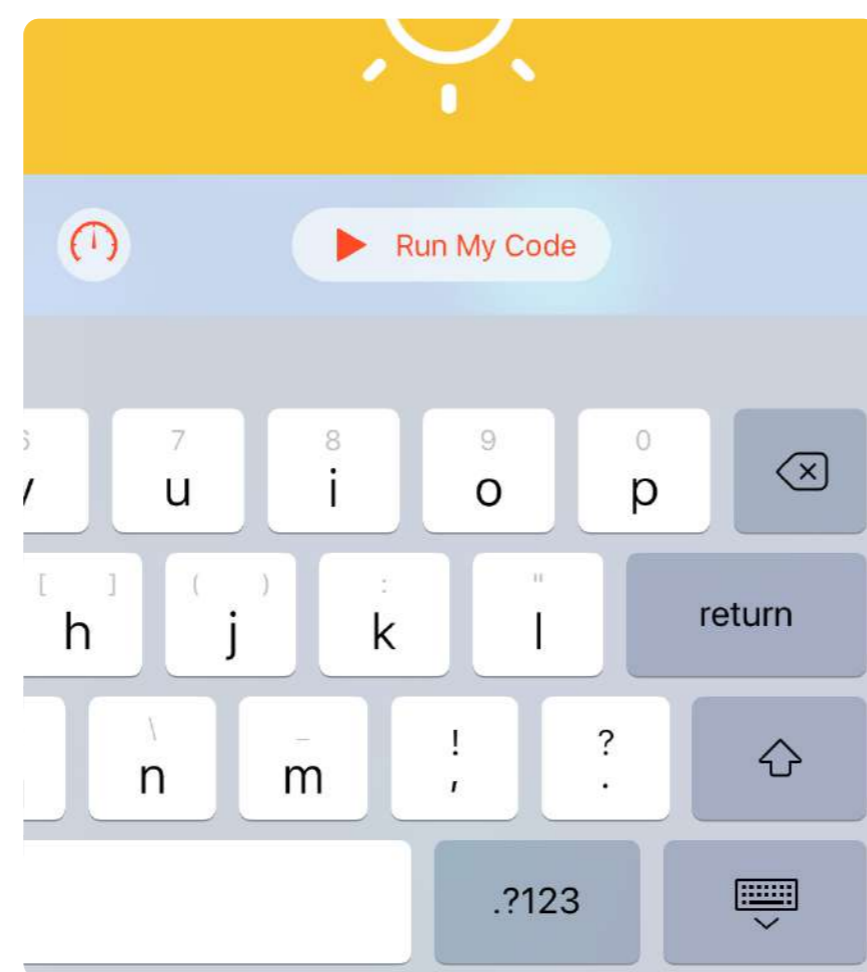 Run My Code
7 8 9 0
u i o p
[ ] ( ) : "
h j k l return
\ _ ! ?
n m , .
.?123